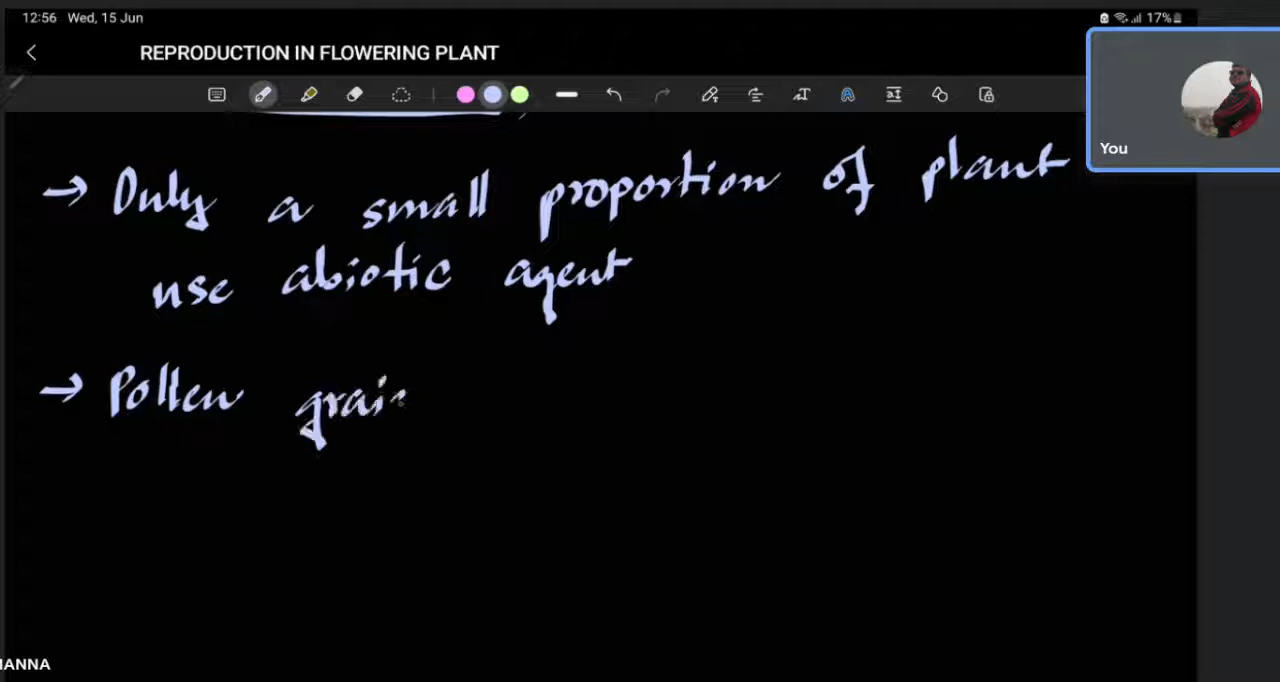 12:56 Wed, 15 Jun
17%
REPRODUCTION IN FLOWERING PLANT
You
→ Only a small proportion of plant
use abiotic agent
→ Pollen grai
IANNA